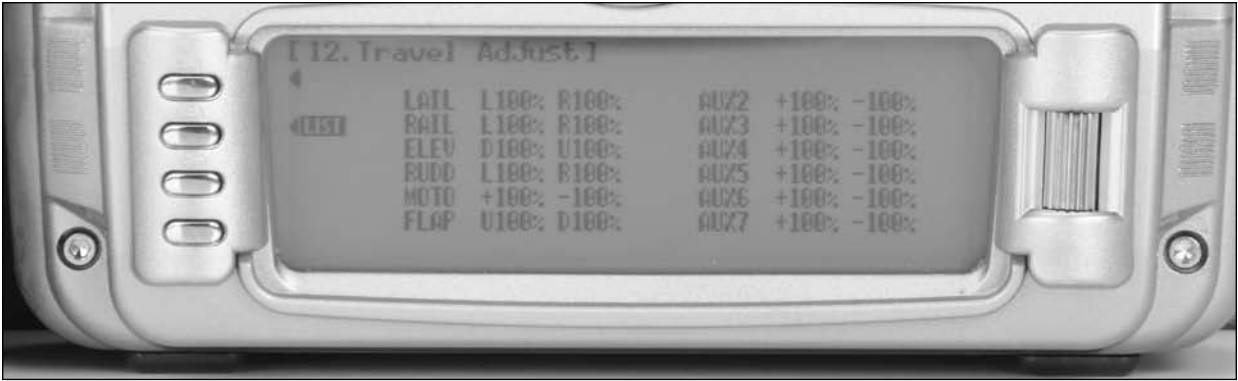 [12.Travel Adjust]
LAIL L100% R100% AUX2 +100% -100%
LIST RAIL L100% R100% AUX3 +100% -100%
ELEV D100% U100% AUX4 +100% -100%
RUDD L100% R100% AUX5 +100% -100%
MOTO +100% -100% AUX6 +100% -100%
FLAP U100% D100% AUX7 +100% -100%